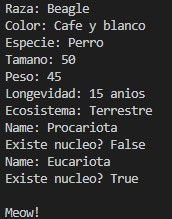 Raza: Beagle
Color: Cafe y blanco
Especie: Perro
Tamano: 50
Peso: 45
Longevidad: 15 anios
Ecosistema: Terrestre
Name: Procariota
Existe nucleo? False
Name: Eucariota
Existe nucleo? True
Meow!